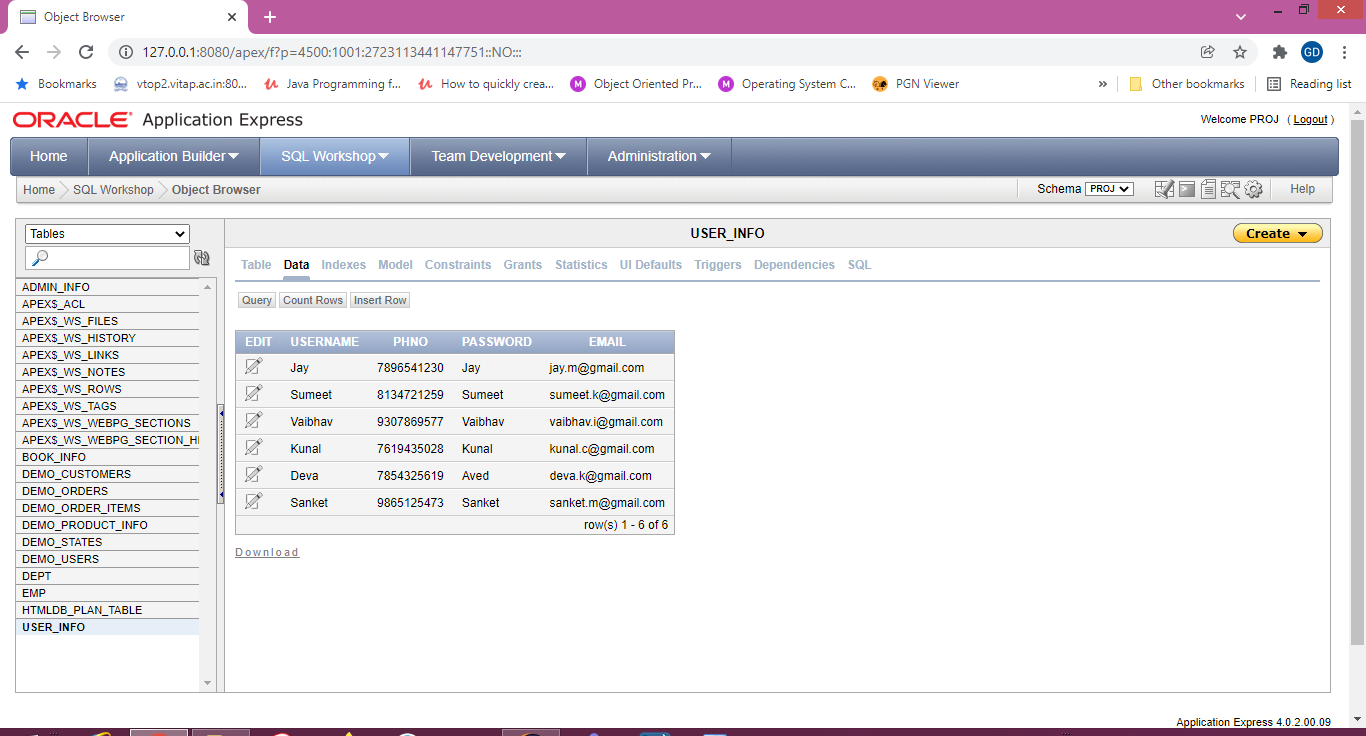 Object Browser
127.0.0.1:8080/apex/f?p=4500:1001:2723113441147751::NO:::
GD
Bookmarks vtop2.vitap.ac.in:80... Java Programming f... How to quickly crea... M Object Oriented Pr... M Operating System C... PGN Viewer » Other bookmarks Reading list
ORACLE Application Express
Welcome PROJ ( Logout )
Home Application Builder SQL Workshop Team Development Administration
Home SQL Workshop Object Browser Schema PROJ Help
Tables
USER_INFO
Create
Table Data Indexes Model Constraints Grants Statistics UI Defaults Triggers Dependencies SQL
ADMIN_INFO
APEX$_ACL
APEX$_WS_FILES
APEX$_WS_HISTORY
APEX$_WS_LINKS
APEX$_WS_NOTES
APEX$_WS_ROWS
APEX$_WS_TAGS
APEX$_WS_WEBPG_SECTIONS
APEX$_WS_WEBPG_SECTION_HI
BOOK_INFO
DEMO_CUSTOMERS
DEMO_ORDERS
DEMO_ORDER_ITEMS
DEMO_PRODUCT_INFO
DEMO_STATES
DEMO_USERS
DEPT
EMP
HTMLDB_PLAN_TABLE
USER_INFO
Query Count Rows Insert Row
EDIT USERNAME PHNO PASSWORD EMAIL
Jay 7896541230 Jay jay.m@gmail.com
Sumeet 8134721259 Sumeet sumeet.k@gmail.com
Vaibhav 9307869577 Vaibhav vaibhav.i@gmail.com
Kunal 7619435028 Kunal kunal.c@gmail.com
Deva 7854325619 Aved deva.k@gmail.com
Sanket 9865125473 Sanket sanket.m@gmail.com
row(s) 1 - 6 of 6
Download
Application Express 4.0.2.00.09